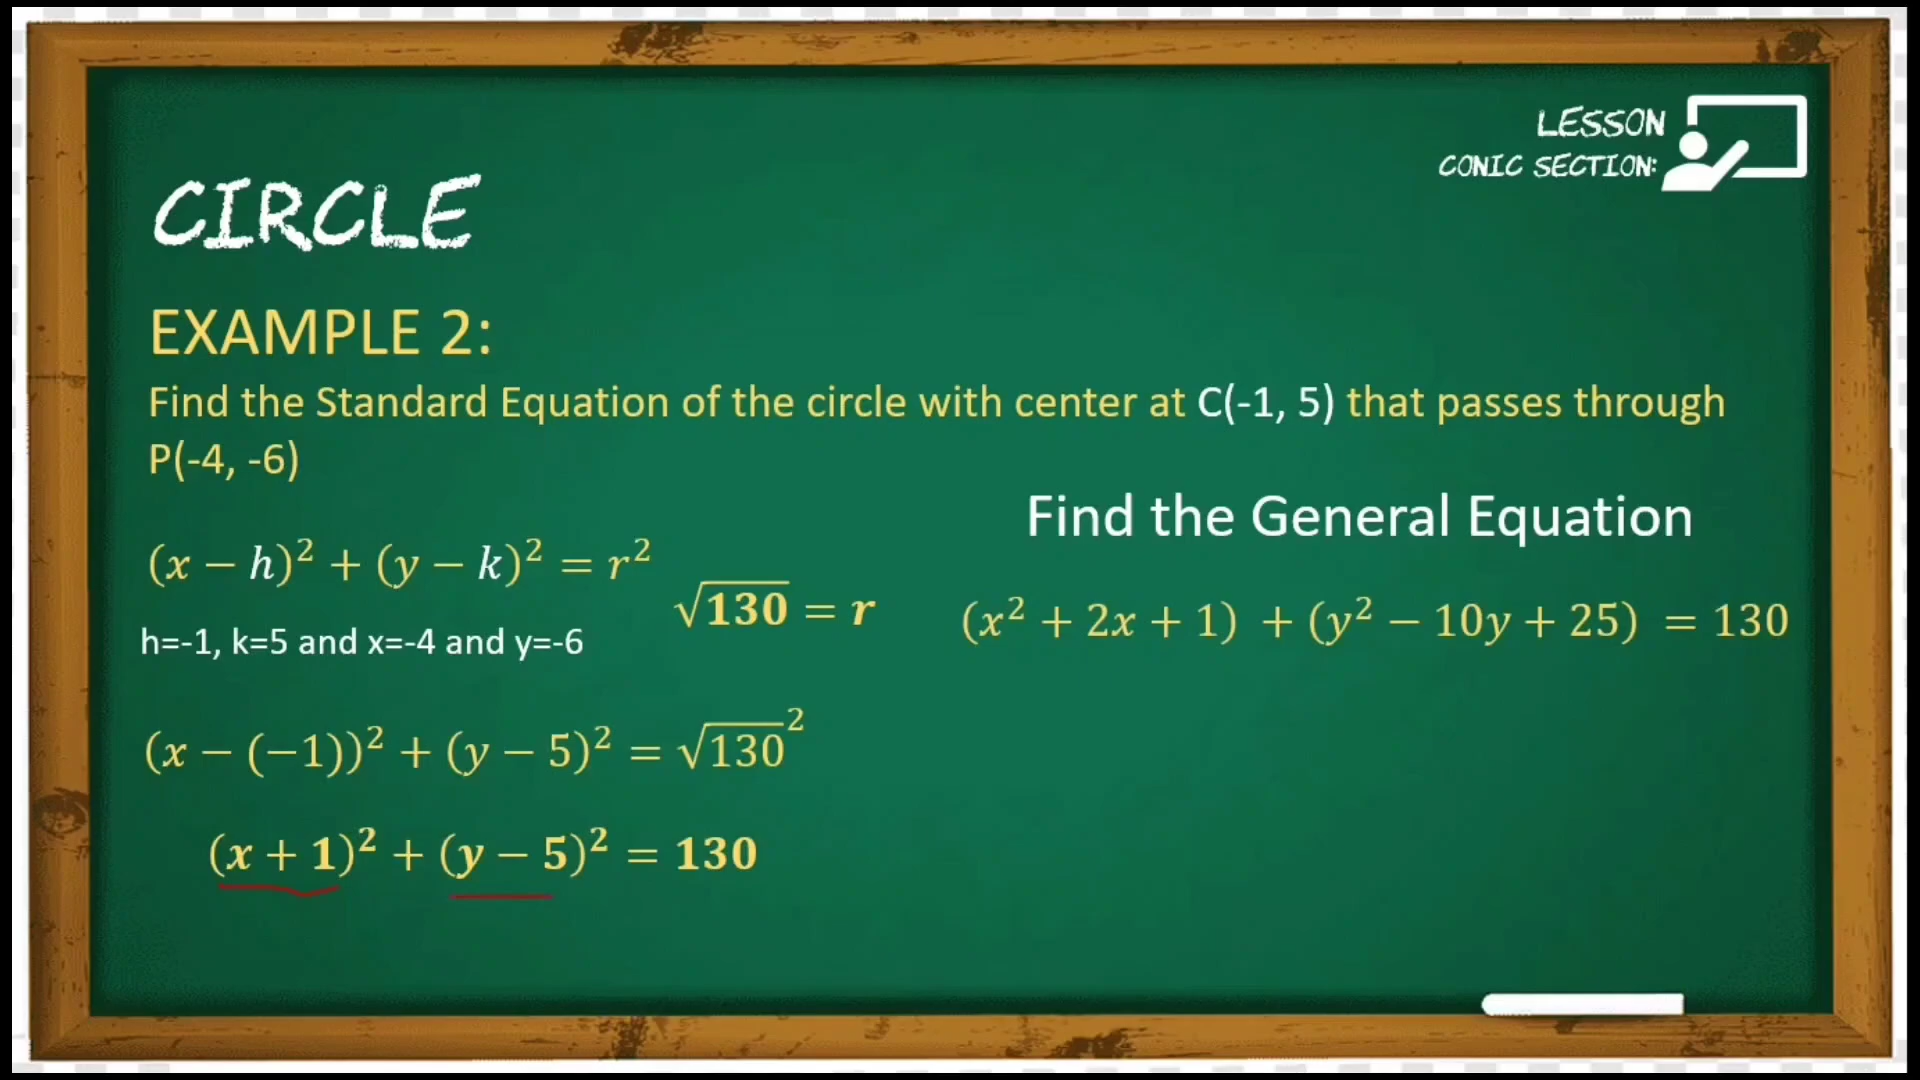 LESSON
CONIC SECTION:
CIRCLE
EXAMPLE 2:
Find the Standard Equation of the circle with center at C(-1, 5) that passes through
P(-4, -6)
(x − h)² + (y − k)² = r²
h=-1, k=5 and x=-4 and y=-6
√130 = r
(x − (−1))² + (y − 5)² = √130²
(x + 1)² + (y − 5)² = 130
Find the General Equation
(x² + 2x + 1) + (y² − 10y + 25) = 130